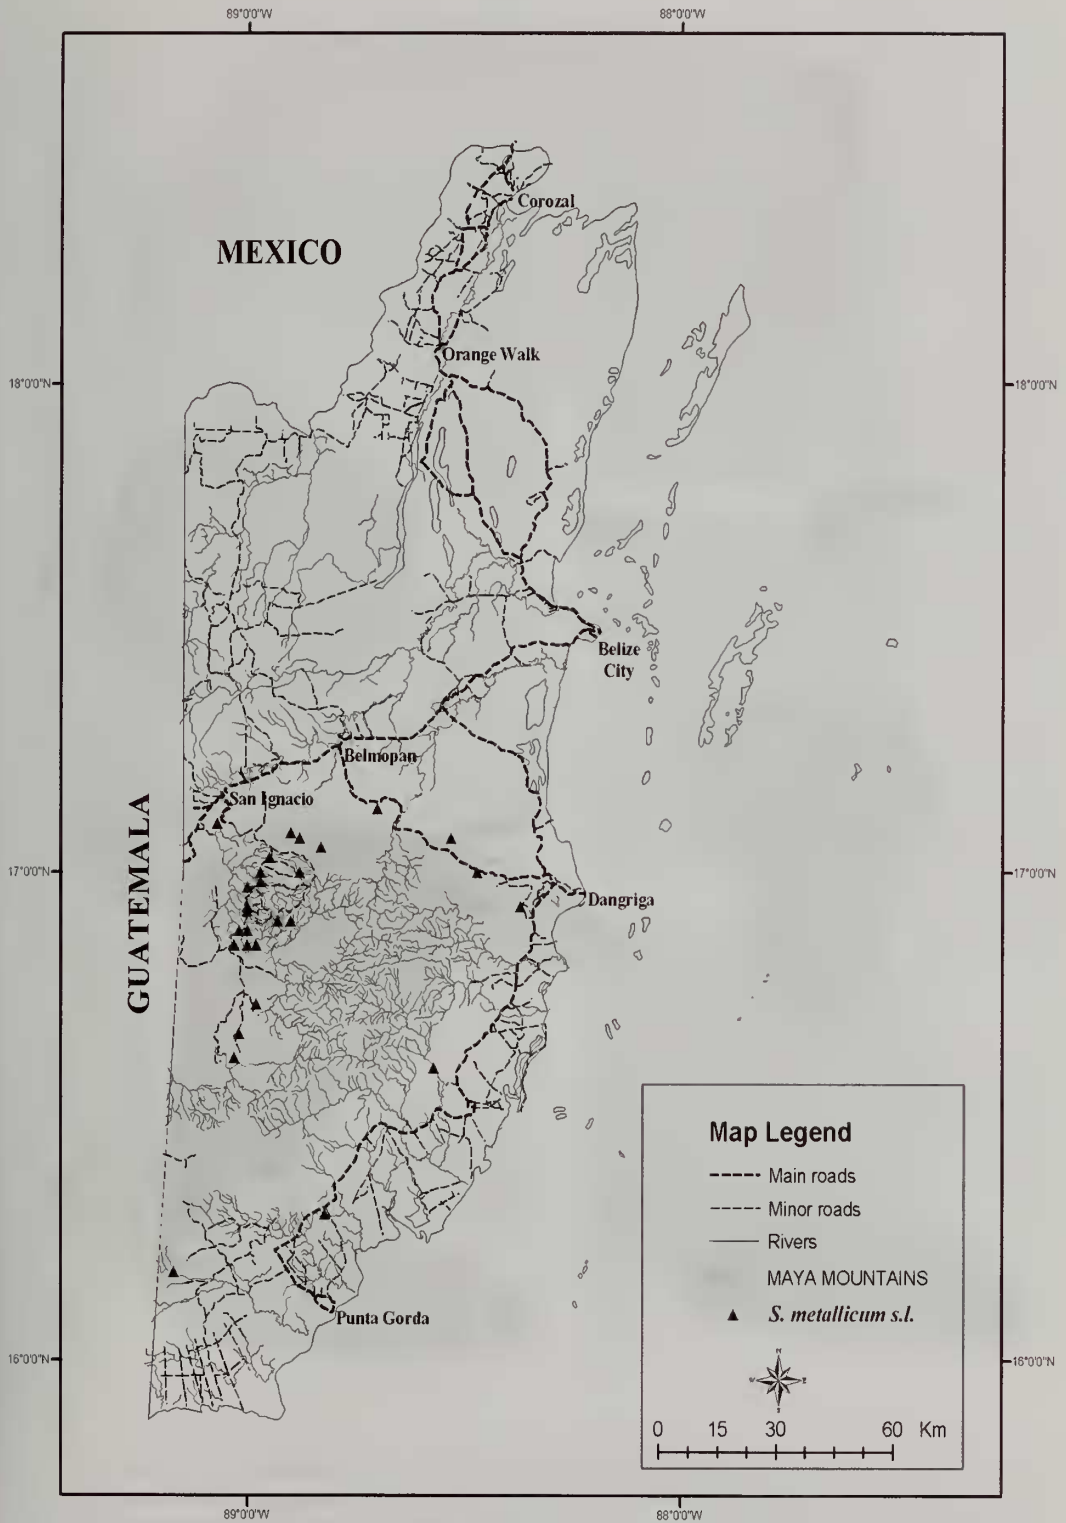 89°0'0"W
88°0'0"W
Corozal
MEXICO
Orange Walk
18°0'0"N
18°0'0"N
Belize
City
Belmopan
San Ignacio
GUATEMALA
17°0'0"N
17°0'0"N
Dangriga
Map Legend
Main roads
Minor roads
Rivers
MAYA MOUNTAINS
S. metallicum s.l.
Punta Gorda
16°0'0"N
16°0'0"N
N
W
E
S
0 15 30 60 Km
89°0'0"W
88°0'0"W